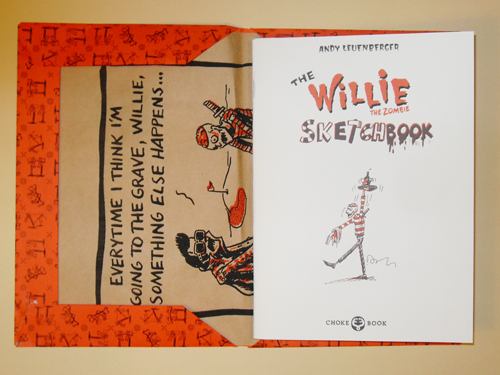 EVERYTIME I THINK I'M
GOING TO THE GRAVE, WILLIE,
SOMETHING ELSE HAPPENS...
ANDY LEUENBERGER
THE
WILLIE
THE ZOMBIE
SKETCHBOOK
CHOKE BOOK